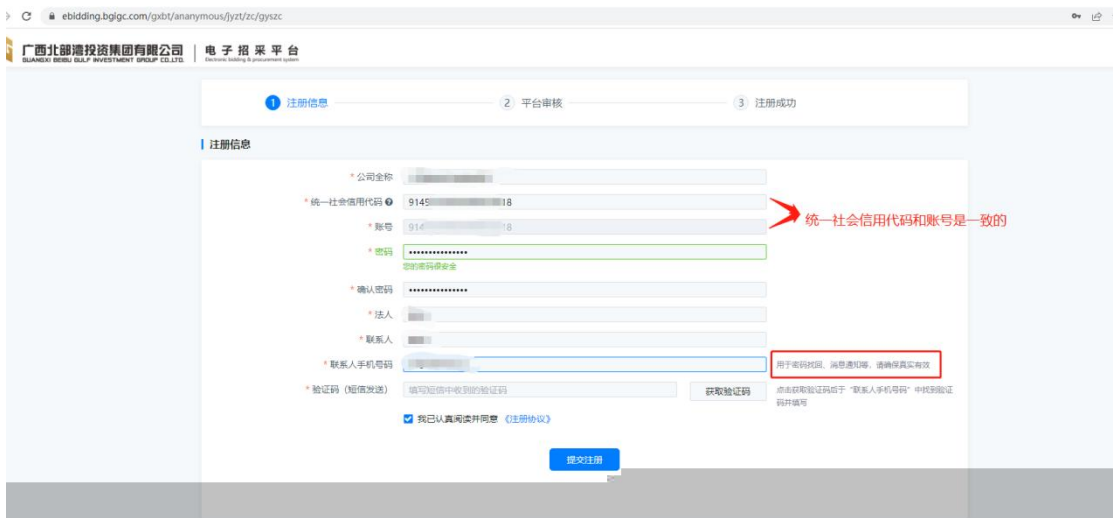 ebidding.bgigc.com/gxbt/ananymous/jyzt/zc/gyszc
广西北部湾投资集团有限公司 电子招采平台
GUANGXI BEIBU GULF INVESTMENT GROUP CO.,LTD. Electronic bidding & procurement system
1 注册信息 2 平台审核 3 注册成功
注册信息
* 公司全称
* 统一社会信用代码 9145 18
统一社会信用代码和账号是一致的
* 账号 914 18
* 密码 •••••••••••••••
您的密码很安全
* 确认密码 •••••••••••••••
* 法人
* 联系人
* 联系人手机号码 用于密码找回、消息通知等，请确保真实有效
* 验证码（短信发送） 填写短信中收到的验证码 获取验证码 点击获取验证码后于“联系人手机号码”中找到验证
码并填写
我已认真阅读并同意 《注册协议》
提交注册